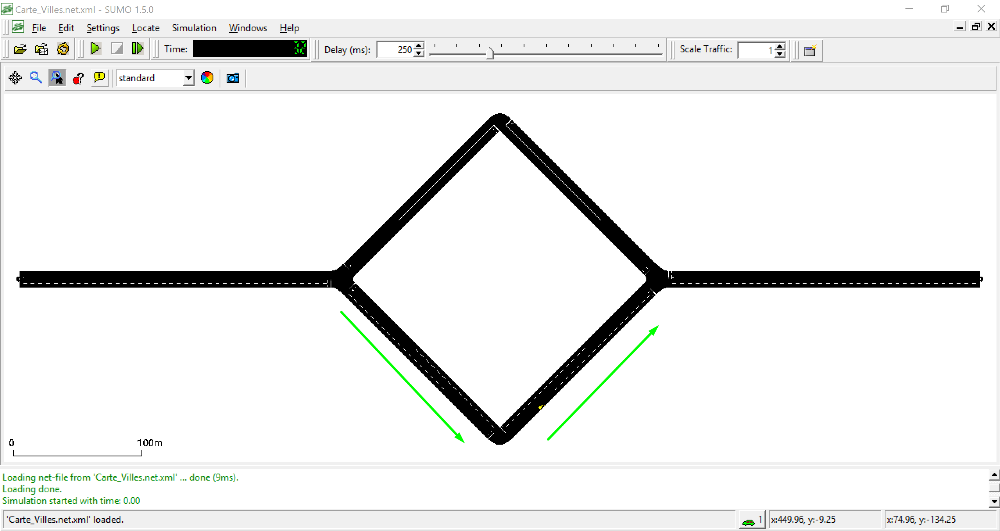 Carte_Villes.net.xml - SUMO 1.5.0
File Edit Settings Locate Simulation Windows Help
Time: 32 Delay (ms): 250 Scale Traffic: 1
standard
0 100m
Loading net-file from 'Carte_Villes.net.xml' ... done (9ms).
Loading done.
Simulation started with time: 0.00
'Carte_Villes.net.xml' loaded. 1 x:449.96, y:-9.25 x:74.96, y:-134.25